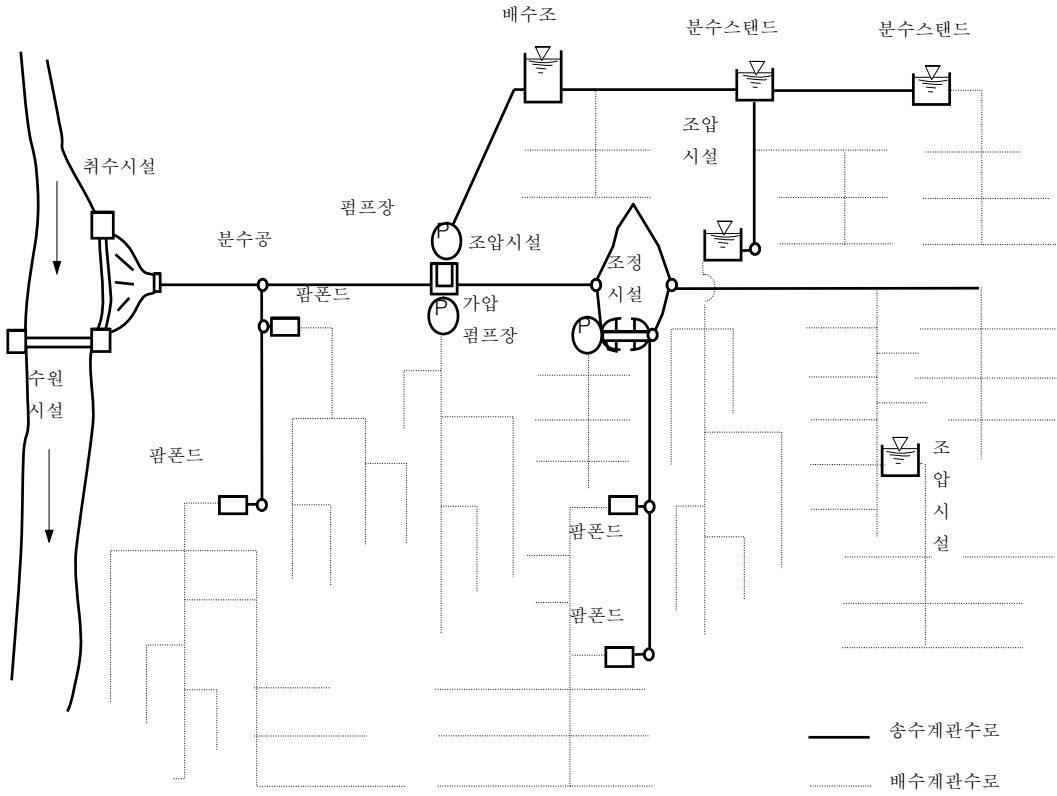 배수조
분수스탠드
분수스탠드
조압
시설
취수시설
펌프장
분수공
P
조압시설
조정
시설
팜폰드
가압
펌프장
P
P
수원
시설
팜폰드
조
압
시
설
팜폰드
팜폰드
송수계관수로
배수계관수로